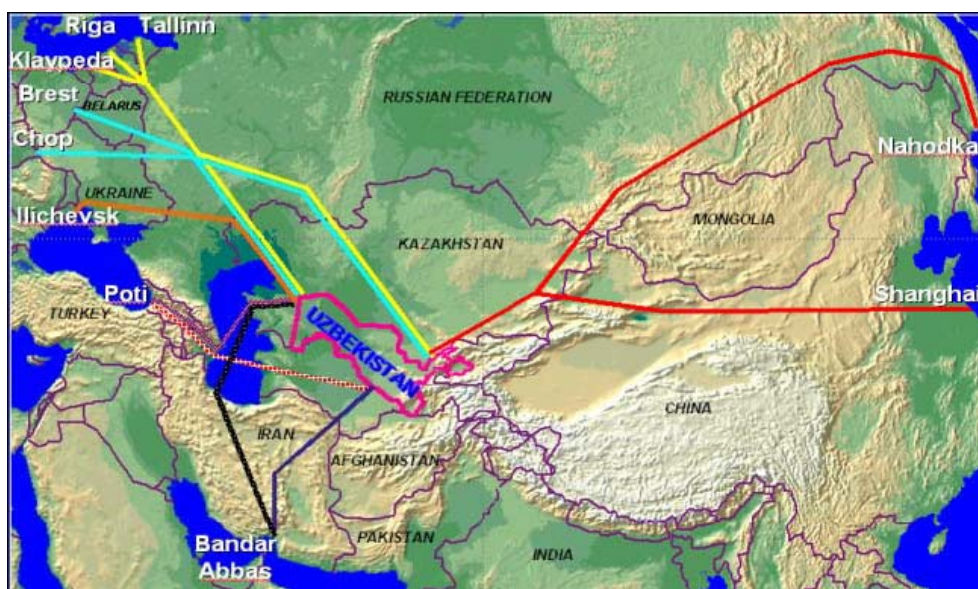 Riga Tallinn
Klaypeda
Brest
BELARUS
RUSSIAN FEDERATION
Chop
Nahodka
UKRAINE
Ilichevsk
MONGOLIA
KAZAKHSTAN
Poti
Shanghai
TURKEY
UZBEKISTAN
CHINA
IRAN
AFGHANISTAN
Bandar
Abbas
PAKISTAN
INDIA